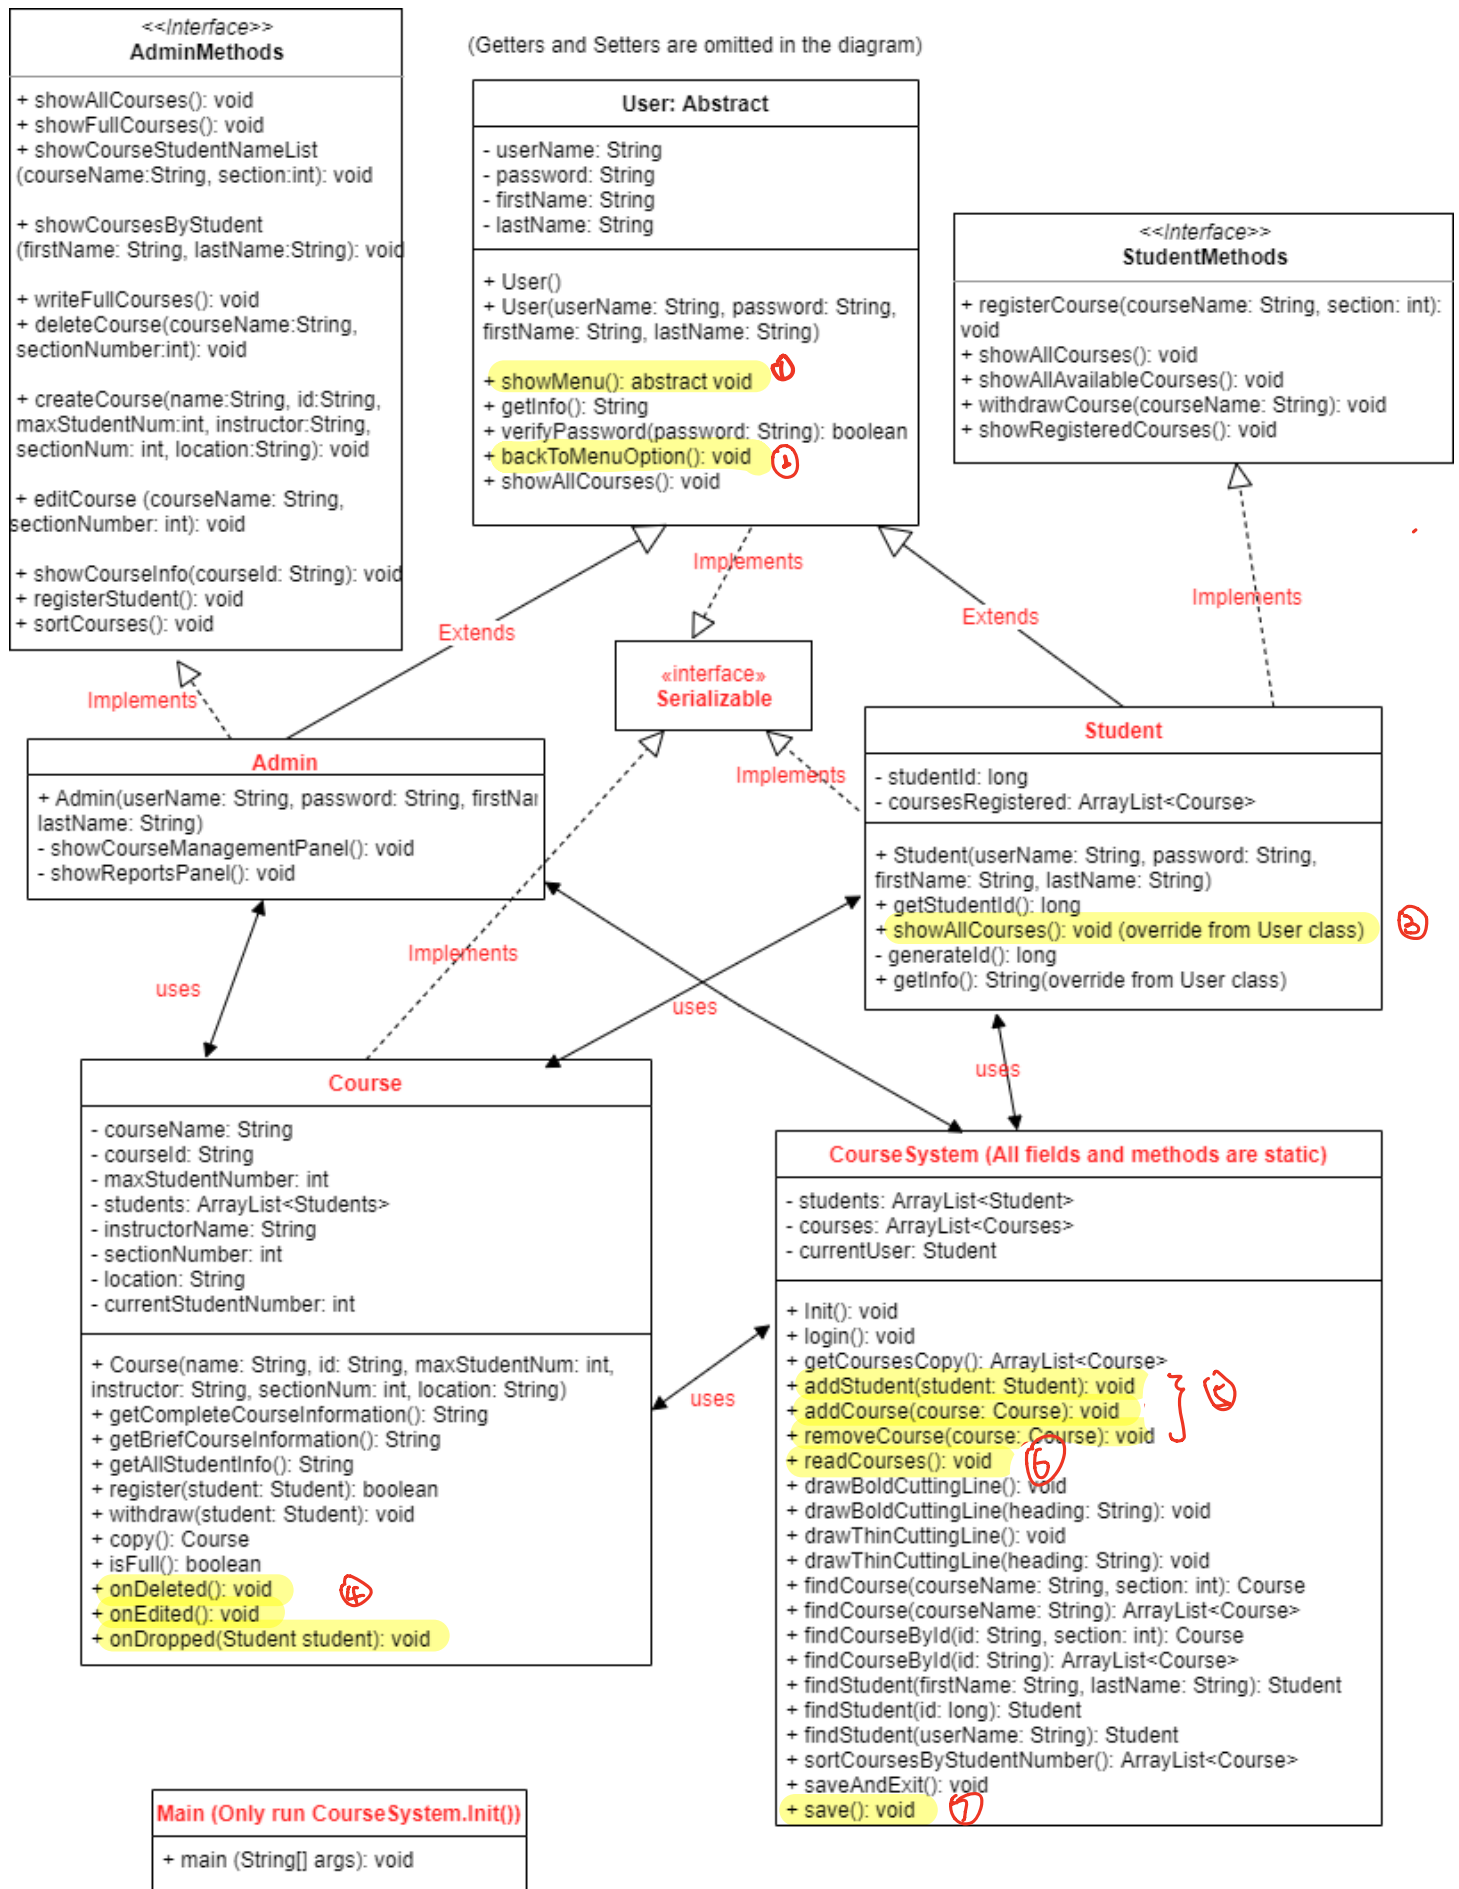 <<Interface>>
AdminMethods
+ showAllCourses(): void
+ showFullCourses(): void
+ showCourseStudentNameList
(courseName:String, section:int): void
+ showCoursesByStudent
(firstName: String, lastName:String): void
+ writeFullCourses(): void
+ deleteCourse(courseName:String,
sectionNumber:int): void
+ createCourse(name:String, id:String,
maxStudentNum:int, instructor:String,
sectionNum: int, location:String): void
+ editCourse (courseName: String,
sectionNumber: int): void
+ showCourseInfo(courseId: String): void
+ registerStudent(): void
+ sortCourses(): void
(Getters and Setters are omitted in the diagram)
User: Abstract
- userName: String
- password: String
- firstName: String
- lastName: String
+ User()
+ User(userName: String, password: String,
firstName: String, lastName: String)
+ showMenu(): abstract void
1
+ getInfo(): String
+ verifyPassword(password: String): boolean
+ backToMenuOption(): void
2
+ showAllCourses(): void
<<Interface>>
StudentMethods
+ registerCourse(courseName: String, section: int):
void
+ showAllCourses(): void
+ showAllAvailableCourses(): void
+ withdrawCourse(courseName: String): void
+ showRegisteredCourses(): void
Implements
Extends
Implements
Extends
Implements
«interface»
Serializable
Implements
Admin
+ Admin(userName: String, password: String, firstNar
lastName: String)
- showCourseManagementPanel(): void
- showReportsPanel(): void
Student
- studentId: long
- coursesRegistered: ArrayList<Course>
+ Student(userName: String, password: String,
firstName: String, lastName: String)
+ getStudentId(): long
+ showAllCourses(): void (override from User class)
3
- generateId(): long
+ getInfo(): String(override from User class)
Implements
uses
uses
uses
Course
- courseName: String
- courseId: String
- maxStudentNumber: int
- students: ArrayList<Students>
- instructorName: String
- sectionNumber: int
- location: String
- currentStudentNumber: int
+ Course(name: String, id: String, maxStudentNum: int,
instructor: String, sectionNum: int, location: String)
+ getCompleteCourseInformation(): String
+ getBriefCourseInformation(): String
+ getAllStudentInfo(): String
+ register(student: Student): boolean
+ withdraw(student: Student): void
+ copy(): Course
+ isFull(): boolean
+ onDeleted(): void
4
+ onEdited(): void
+ onDropped(Student student): void
uses
CourseSystem (All fields and methods are static)
- students: ArrayList<Student>
- courses: ArrayList<Courses>
- currentUser: Student
+ Init(): void
+ login(): void
+ getCoursesCopy(): ArrayList<Course>
+ addStudent(student: Student): void
+ addCourse(course: Course): void
5
+ removeCourse(course: Course): void
+ readCourses(): void
6
+ drawBoldCuttingLine(): void
+ drawBoldCuttingLine(heading: String): void
+ drawThinCuttingLine(): void
+ drawThinCuttingLine(heading: String): void
+ findCourse(courseName: String, section: int): Course
+ findCourse(courseName: String): ArrayList<Course>
+ findCourseById(id: String, section: int): Course
+ findCourseById(id: String): ArrayList<Course>
+ findStudent(firstName: String, lastName: String): Student
+ findStudent(id: long): Student
+ findStudent(userName: String): Student
+ sortCoursesByStudentNumber(): ArrayList<Course>
+ saveAndExit(): void
+ save(): void
7
Main (Only run CourseSystem.Init())
+ main (String[] args): void